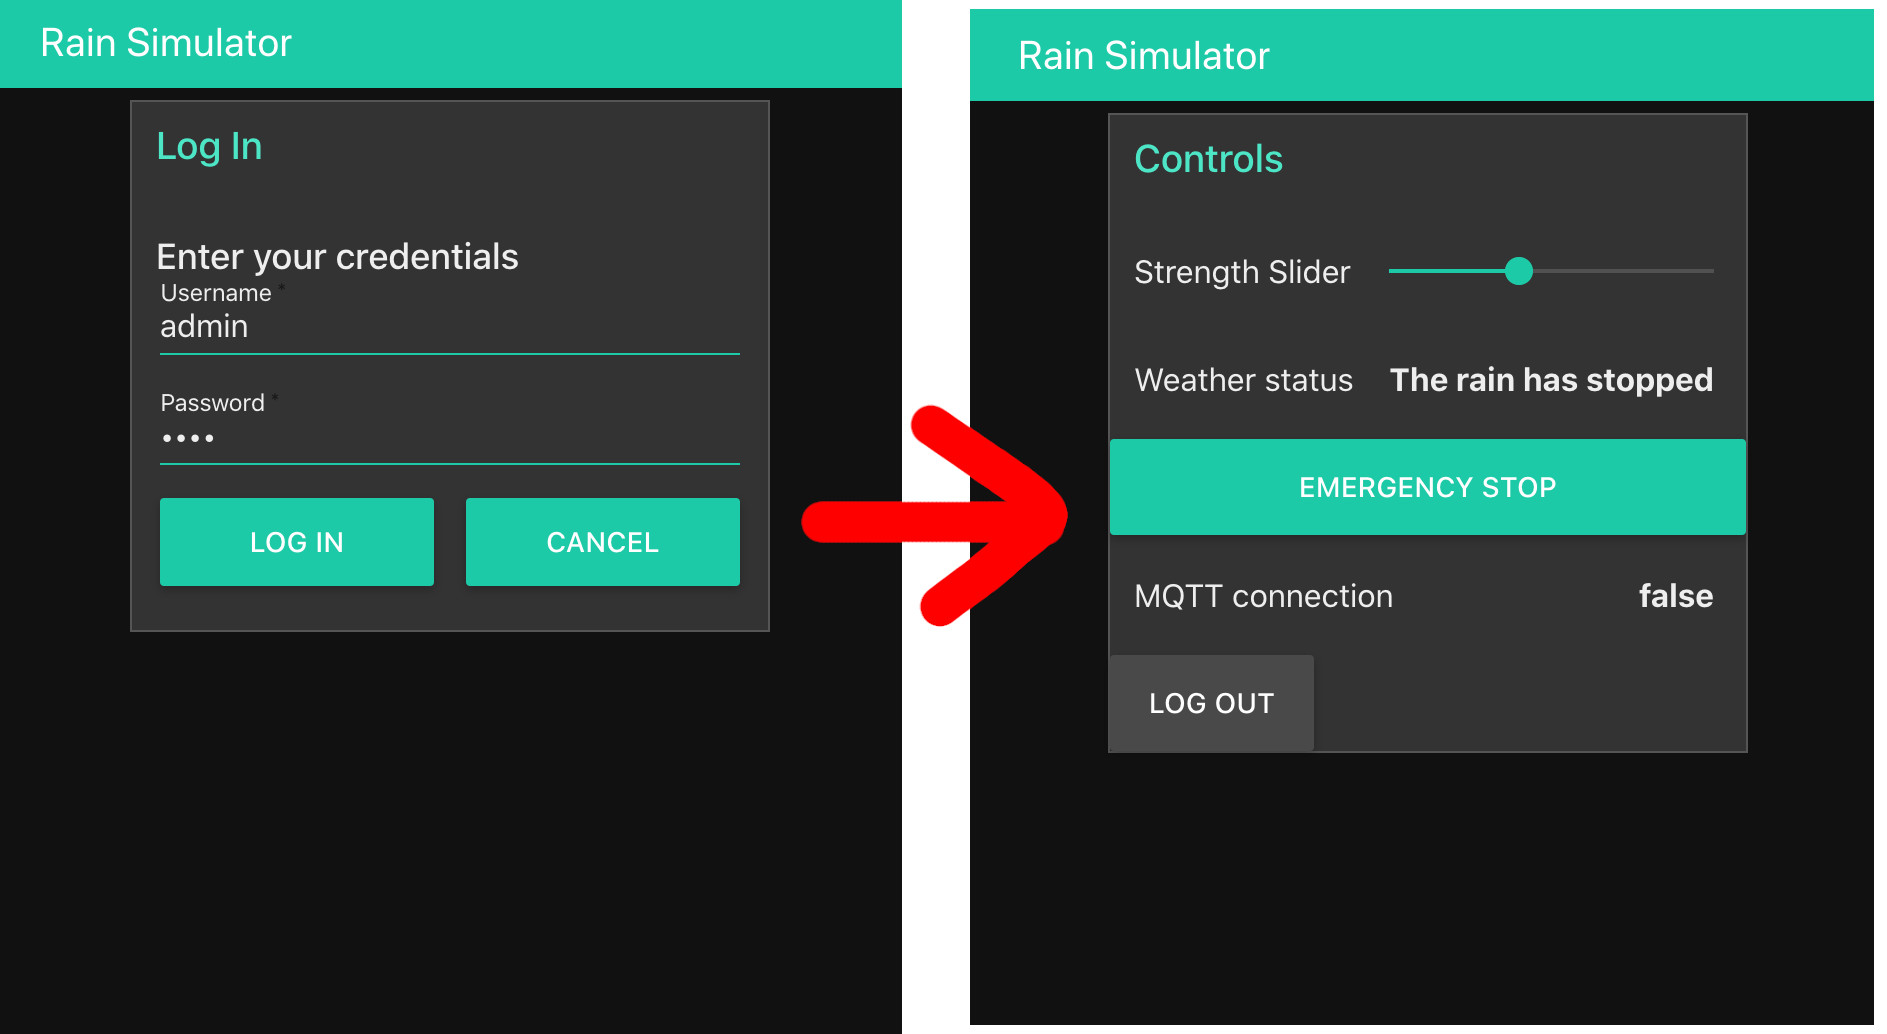 Rain Simulator
Log In
Enter your credentials
Username *
admin
Password *
••••
LOG IN
CANCEL
Rain Simulator
Controls
Strength Slider
Weather status The rain has stopped
EMERGENCY STOP
MQTT connection false
LOG OUT